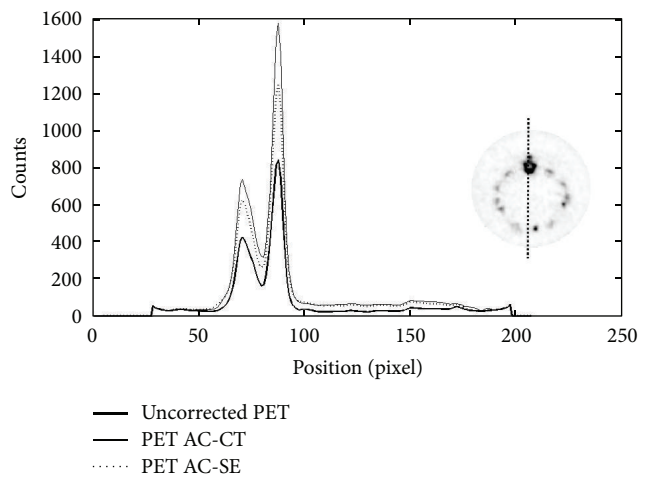 1600
1400
1200
1000
Counts
800
600
400
200
0
0 50 100 150 200 250
Position (pixel)
Uncorrected PET
PET AC-CT
PET AC-SE